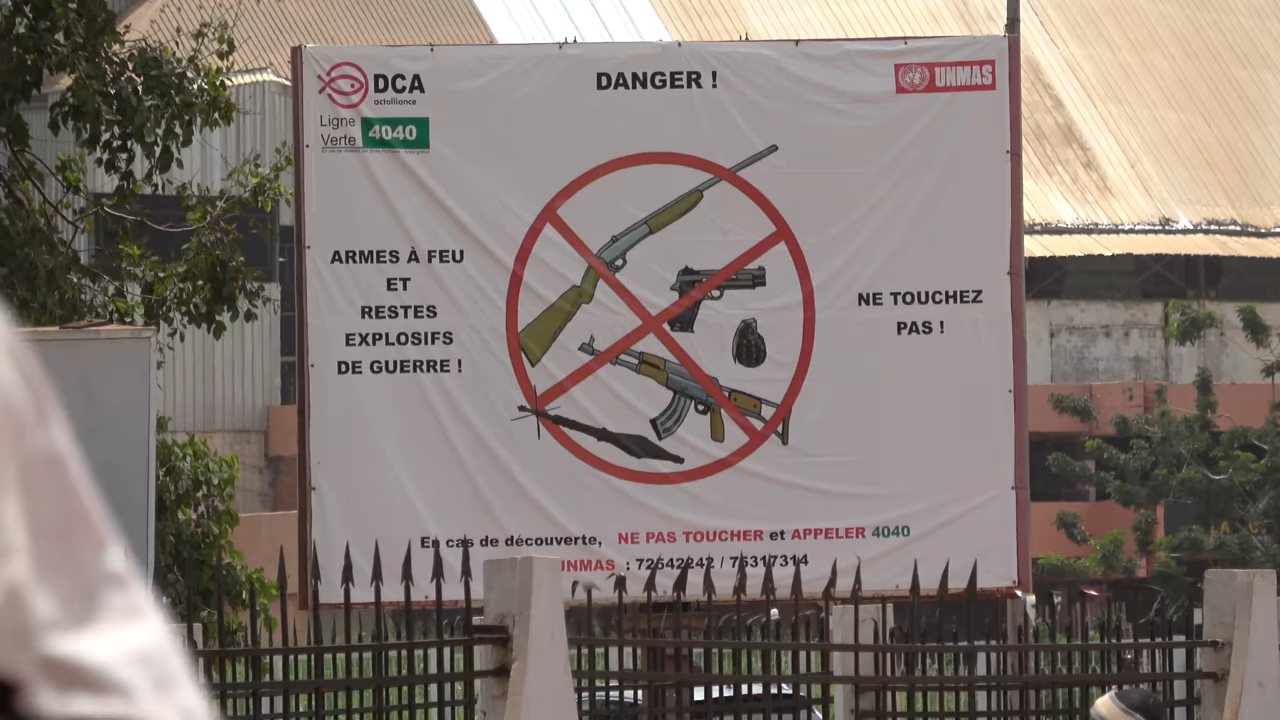 DCA
actalliance
Ligne
Verte 4040
DANGER !
UNMAS
ARMES À FEU
ET
RESTES
EXPLOSIFS
DE GUERRE !
NE TOUCHEZ
PAS !
En cas de découverte, NE PAS TOUCHER et APPELER 4040
UNMAS : 72542242 / 75317314